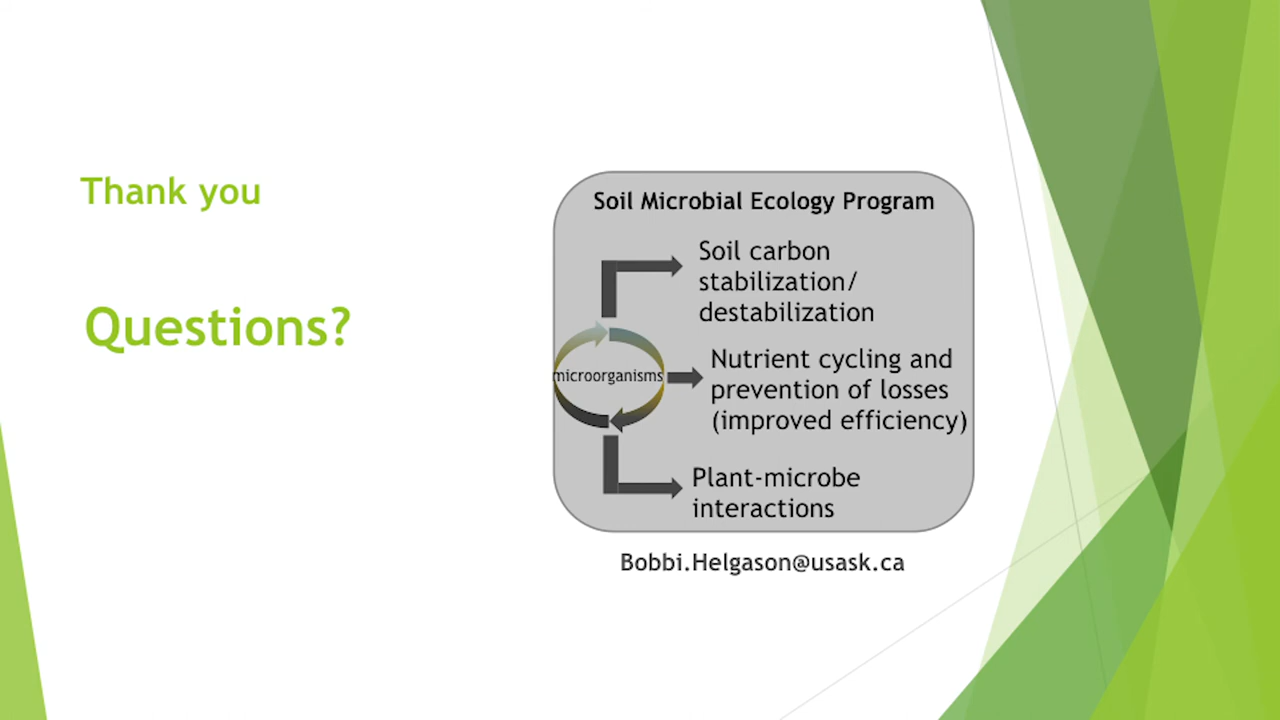 Thank you
Questions?
Soil Microbial Ecology Program
Soil carbon
stabilization/
destabilization
microorganisms
Nutrient cycling and
prevention of losses
(improved efficiency)
Plant-microbe
interactions
Bobbi.Helgason@usask.ca